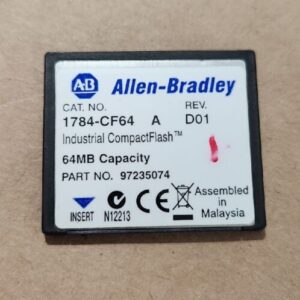 AB Allen-Bradley
CAT. NO. REV.
1784-CF64 A D01
Industrial CompactFlash™
64MB Capacity
PART NO. 97235074
INSERT N12213
CE
Assembled in
Malaysia